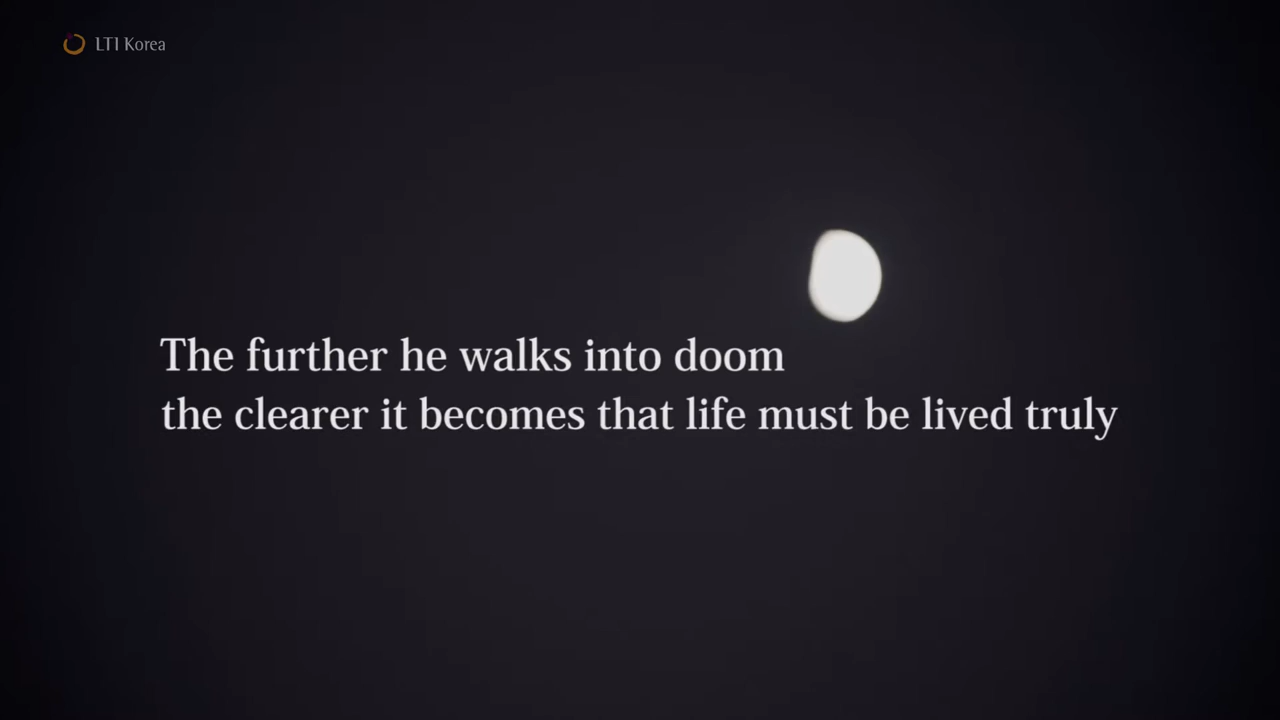 LTI Korea
The further he walks into doom
the clearer it becomes that life must be lived truly